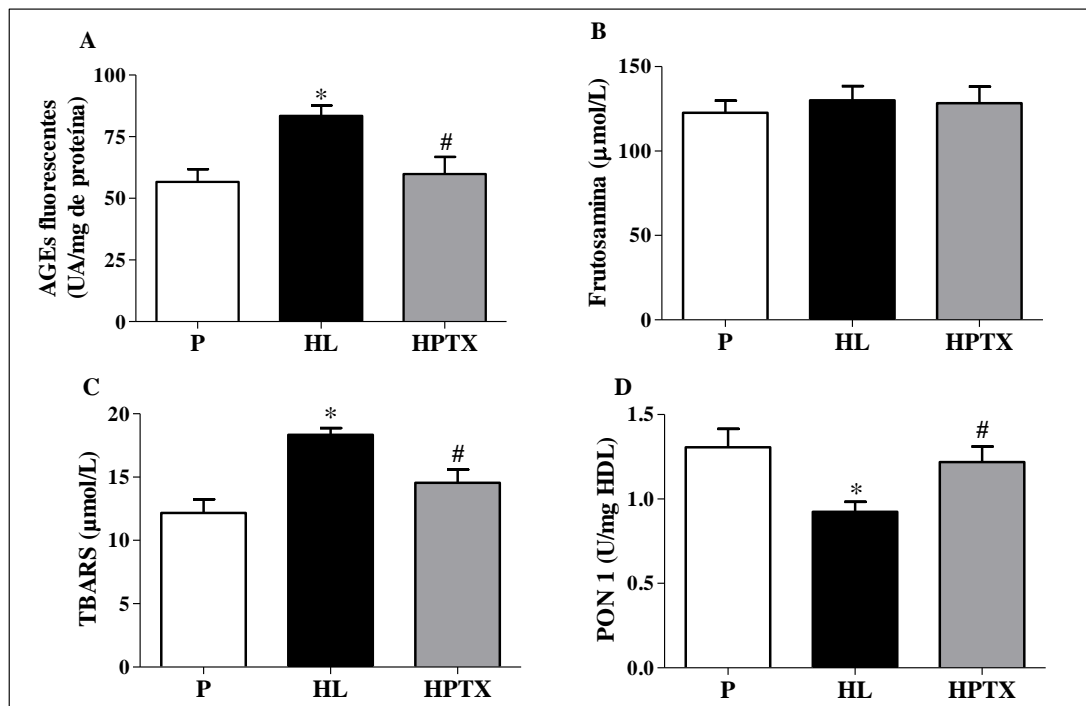 A
AGEs fluorescentes
(UA/mg de proteína)
100
75
50
25
0
*
#
P HL HPTX
B
Frutosamina (μmol/L)
150
100
50
0
P HL HPTX
C
TBARS (μmol/L)
20
15
10
5
0
*
#
P HL HPTX
D
PON 1 (U/mg HDL)
1.5
1.0
0.5
0.0
*
#
P HL HPTX